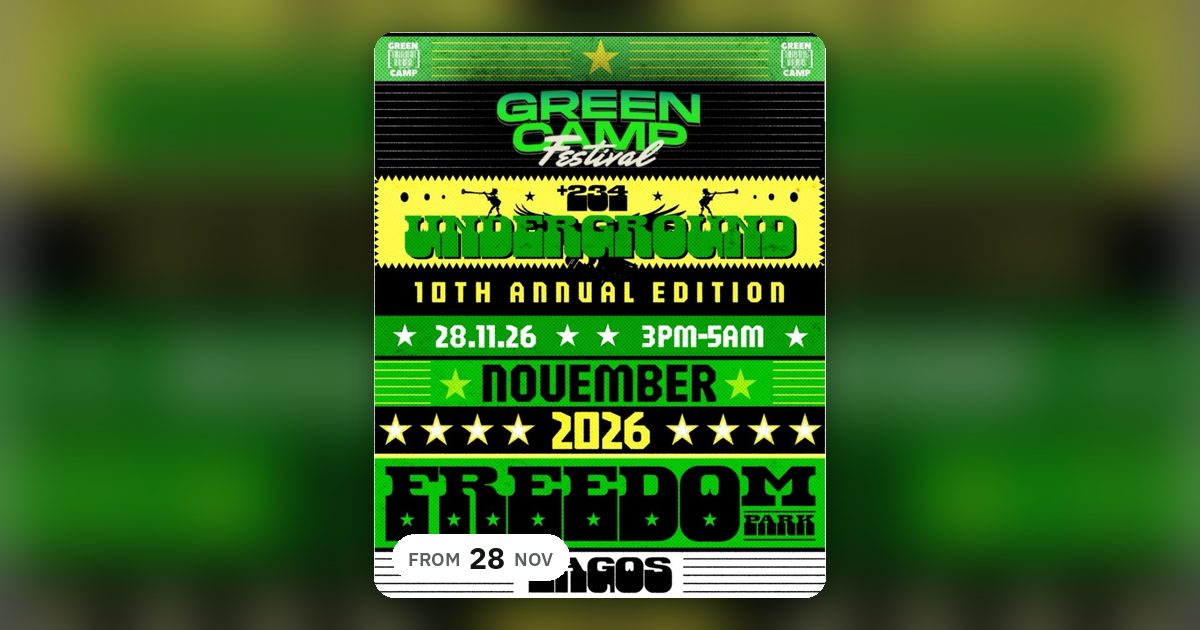 GREEN
CAMP
GREEN
CAMP
GREEN
CAMP
Festival
+234
UNDERGROUND
10TH ANNUAL EDITION
28.11.26 3PM-5AM
NOVEMBER
2026
FREEDOM
PARK
LAGOS
FROM 28 NOV